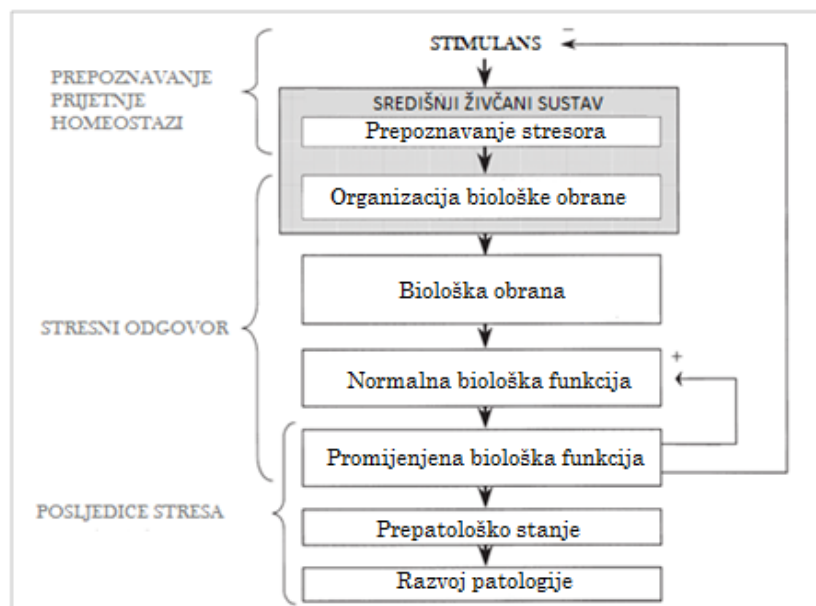 STIMULANS
−
PREPOZNAVANJE
PRIJETNJE
HOMEOSTAZI
SREDIŠNJI ŽIVČANI SUSTAV
Prepoznavanje stresora
Organizacija biološke obrane
Biološka obrana
STRESNI ODGOVOR
+
Normalna biološka funkcija
Promijenjena biološka funkcija
POSLJEDICE STRESA
Prepatološko stanje
Razvoj patologije